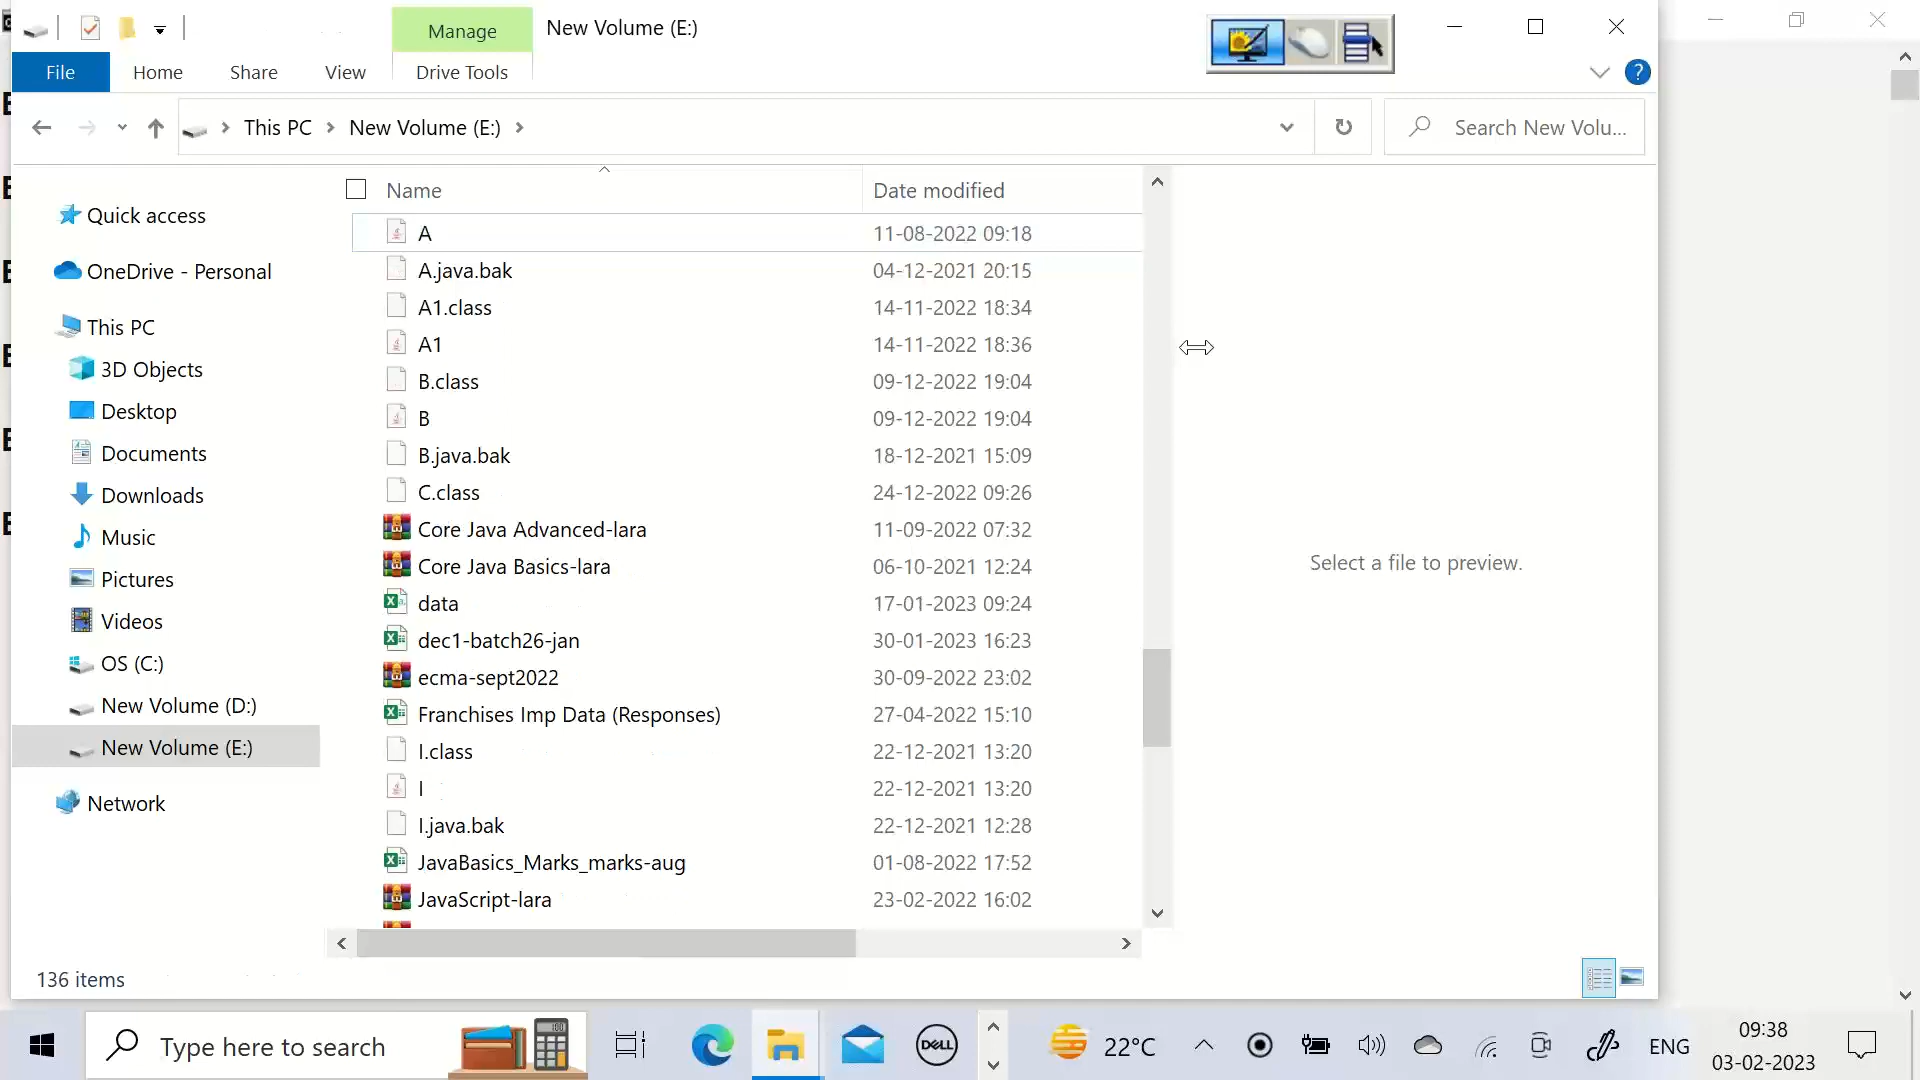 Manage
New Volume (E:)
File
Home
Share
View
Drive Tools
?
This PC
New Volume (E:)
Search New Volu...
Name
Date modified
Quick access
OneDrive - Personal
This PC
3D Objects
Desktop
Documents
Downloads
Music
Pictures
Videos
OS (C:)
New Volume (D:)
New Volume (E:)
Network
A 11-08-2022 09:18
A.java.bak 04-12-2021 20:15
A1.class 14-11-2022 18:34
A1 14-11-2022 18:36
B.class 09-12-2022 19:04
B 09-12-2022 19:04
B.java.bak 18-12-2021 15:09
C.class 24-12-2022 09:26
Core Java Advanced-lara 11-09-2022 07:32
Core Java Basics-lara 06-10-2021 12:24
data 17-01-2023 09:24
dec1-batch26-jan 30-01-2023 16:23
ecma-sept2022 30-09-2022 23:02
Franchises Imp Data (Responses) 27-04-2022 15:10
I.class 22-12-2021 13:20
I 22-12-2021 13:20
I.java.bak 22-12-2021 12:28
JavaBasics_Marks_marks-aug 01-08-2022 17:52
JavaScript-lara 23-02-2022 16:02
Select a file to preview.
136 items
Type here to search
DELL
22°C
ENG
09:38
03-02-2023